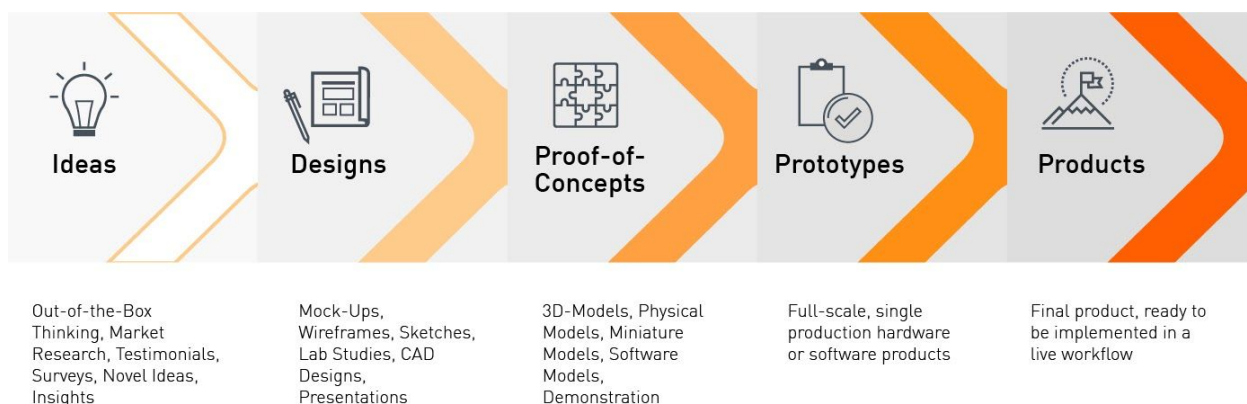 Ideas
Designs
Proof-of-
Concepts
Prototypes
Products
Out-of-the-Box
Thinking, Market
Research, Testimonials,
Surveys, Novel Ideas,
Insights
Mock-Ups,
Wireframes, Sketches,
Lab Studies, CAD
Designs,
Presentations
3D-Models, Physical
Models, Miniature
Models, Software
Models,
Demonstration
Full-scale, single
production hardware
or software products
Final product, ready to
be implemented in a
live workflow